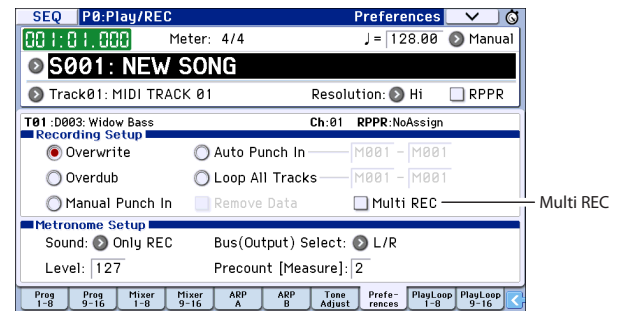 SEQ P0:Play/REC Preferences
001:01.000 Meter: 4/4 ♩= 128.00 Manual
S001: NEW SONG
Track01: MIDI TRACK 01 Resolution: Hi RPPR
T01 :D003: Widow Bass Ch:01 RPPR:NoAssign
Recording Setup
Overwrite Auto Punch In M001 - M001
Overdub Loop All Tracks M001 - M001
Manual Punch In Remove Data Multi REC Multi REC
Metronome Setup
Sound: Only REC Bus(Output) Select: L/R
Level: 127 Precount [Measure]: 2
Prog 1-8 Prog 9-16 Mixer 1-8 Mixer 9-16 ARP A ARP B Tone Adjust Prefe-rences PlayLoop 1-8 PlayLoop 9-16